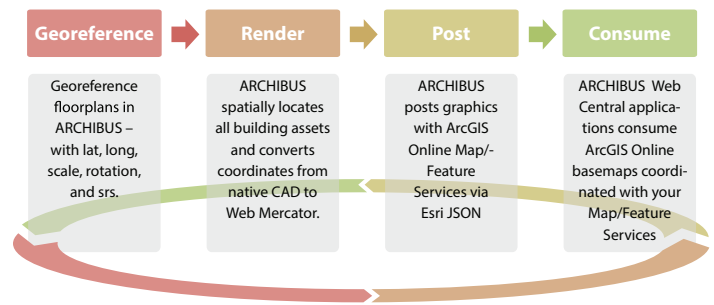 Georeference
Render
Post
Consume
Georeference
floorplans in
ARCHIBUS –
with lat, long,
scale, rotation,
and srs.
ARCHIBUS
spatially locates
all building assets
and converts
coordinates from
native CAD to
Web Mercator.
ARCHIBUS
posts graphics
with ArcGIS
Online Map/-
Feature
Services via
Esri JSON
ARCHIBUS Web
Central applica-
tions consume
ArcGIS Online
basemaps coordi-
nated with your
Map/Feature
Services